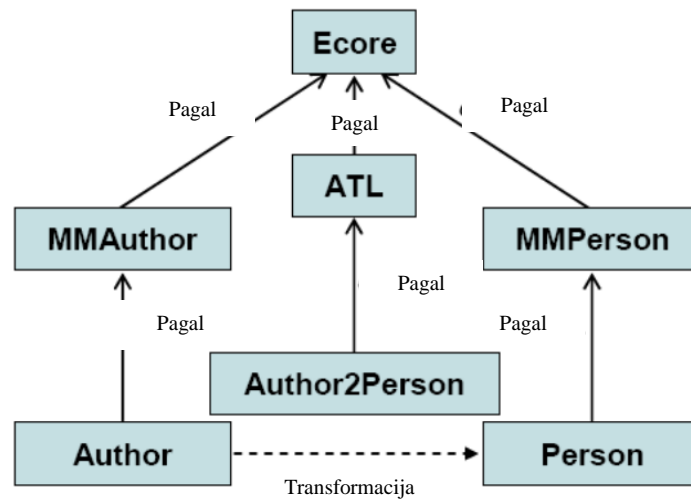 Ecore
Pagal
Pagal
Pagal
ATL
MMAuthor
MMPerson
Pagal
Pagal
Pagal
Author2Person
Author
Person
Transformacija